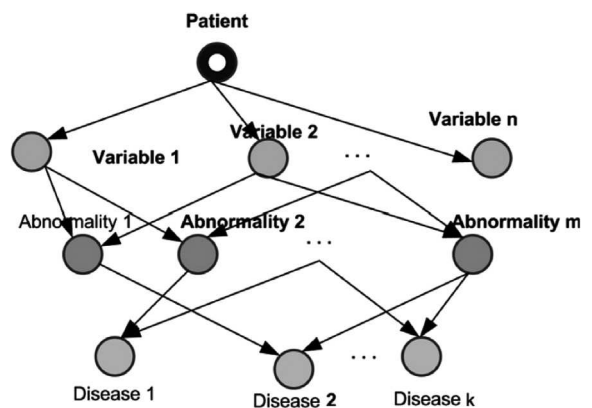 Patient
Variable n
Variable 2
Variable 1
...
Abnormality 1
Abnormality 2
Abnormality m
...
...
Disease 1
Disease 2
Disease k